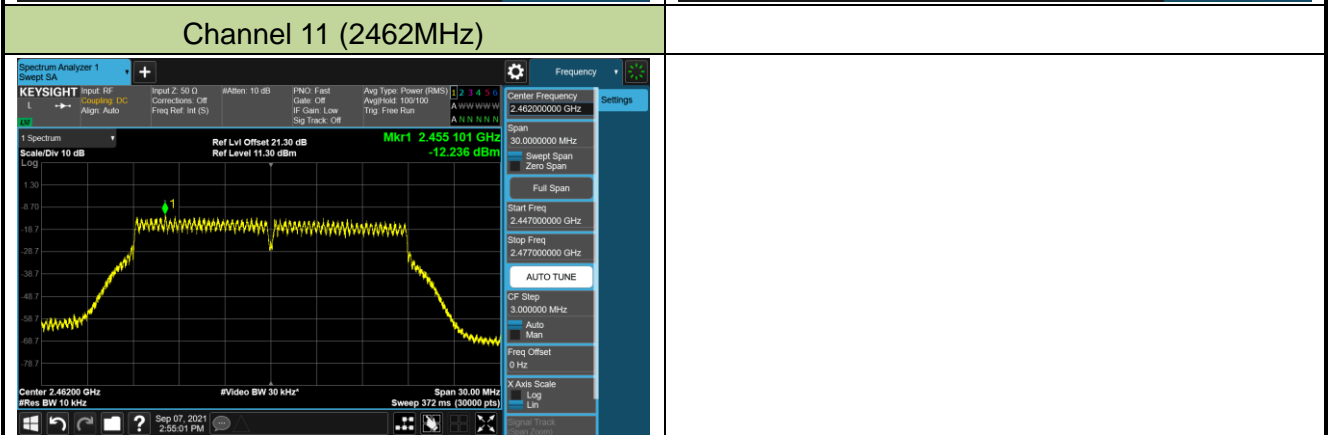 Channel 11 (2462MHz)
Spectrum Analyzer 1
Swept SA
Frequency
KEYSIGHT
L
LW
Input: RF
Coupling: DC
Align: Auto
Input Z: 50 Ω
Corrections: Off
Freq Ref: Int (S)
#Atten: 10 dB
PNO: Fast
Gate: Off
IF Gain: Low
Sig Track: Off
Avg Type: Power (RMS)
Avg|Hold: 100/100
Trig: Free Run
1 2 3 4 5 6
A W W W W W
A N N N N N
1 Spectrum
Scale/Div 10 dB
Log
Ref Lvl Offset 21.30 dB
Ref Level 11.30 dBm
Mkr1 2.455 101 GHz
-12.236 dBm
1
1.30
-8.70
-18.7
-28.7
-38.7
-48.7
-58.7
-68.7
-78.7
Center 2.46200 GHz
#Res BW 10 kHz
#Video BW 30 kHz*
Span 30.00 MHz
Sweep 372 ms (30000 pts)
Center Frequency
2.462000000 GHz
Settings
Span
30.0000000 MHz
Swept Span
Zero Span
Full Span
Start Freq
2.447000000 GHz
Stop Freq
2.477000000 GHz
AUTO TUNE
CF Step
3.000000 MHz
Auto
Man
Freq Offset
0 Hz
X Axis Scale
Log
Lin
Signal Track
(Span Zoom)
?
Sep 07, 2021
2:55:01 PM